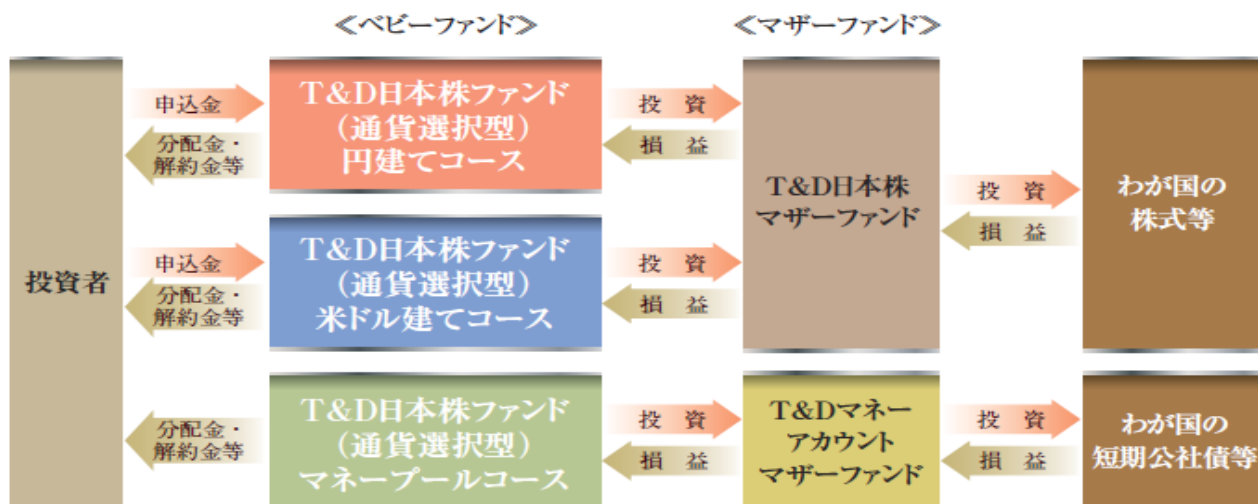 ≪ベビーファンド≫
≪マザーファンド≫
投資者
申込金
分配金・
解約金等
T&D日本株ファンド
(通貨選択型)
円建てコース
投 資
損 益
申込金
分配金・
解約金等
T&D日本株ファンド
(通貨選択型)
米ドル建てコース
投 資
損 益
T&D日本株
マザーファンド
投 資
損 益
わが国の
株式等
分配金・
解約金等
T&D日本株ファンド
(通貨選択型)
マネープールコース
投 資
損 益
T&Dマネー
アカウント
マザーファンド
投 資
損 益
わが国の
短期公社債等